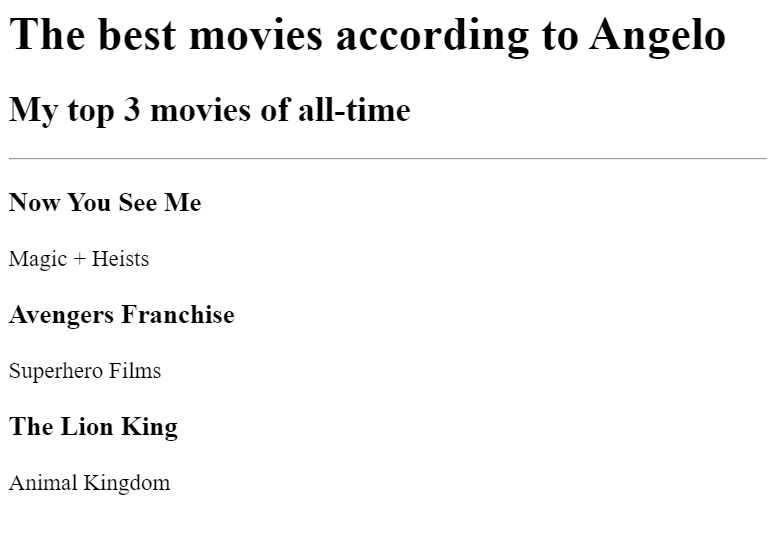 The best movies according to Angelo
My top 3 movies of all-time
Now You See Me
Magic + Heists
Avengers Franchise
Superhero Films
The Lion King
Animal Kingdom